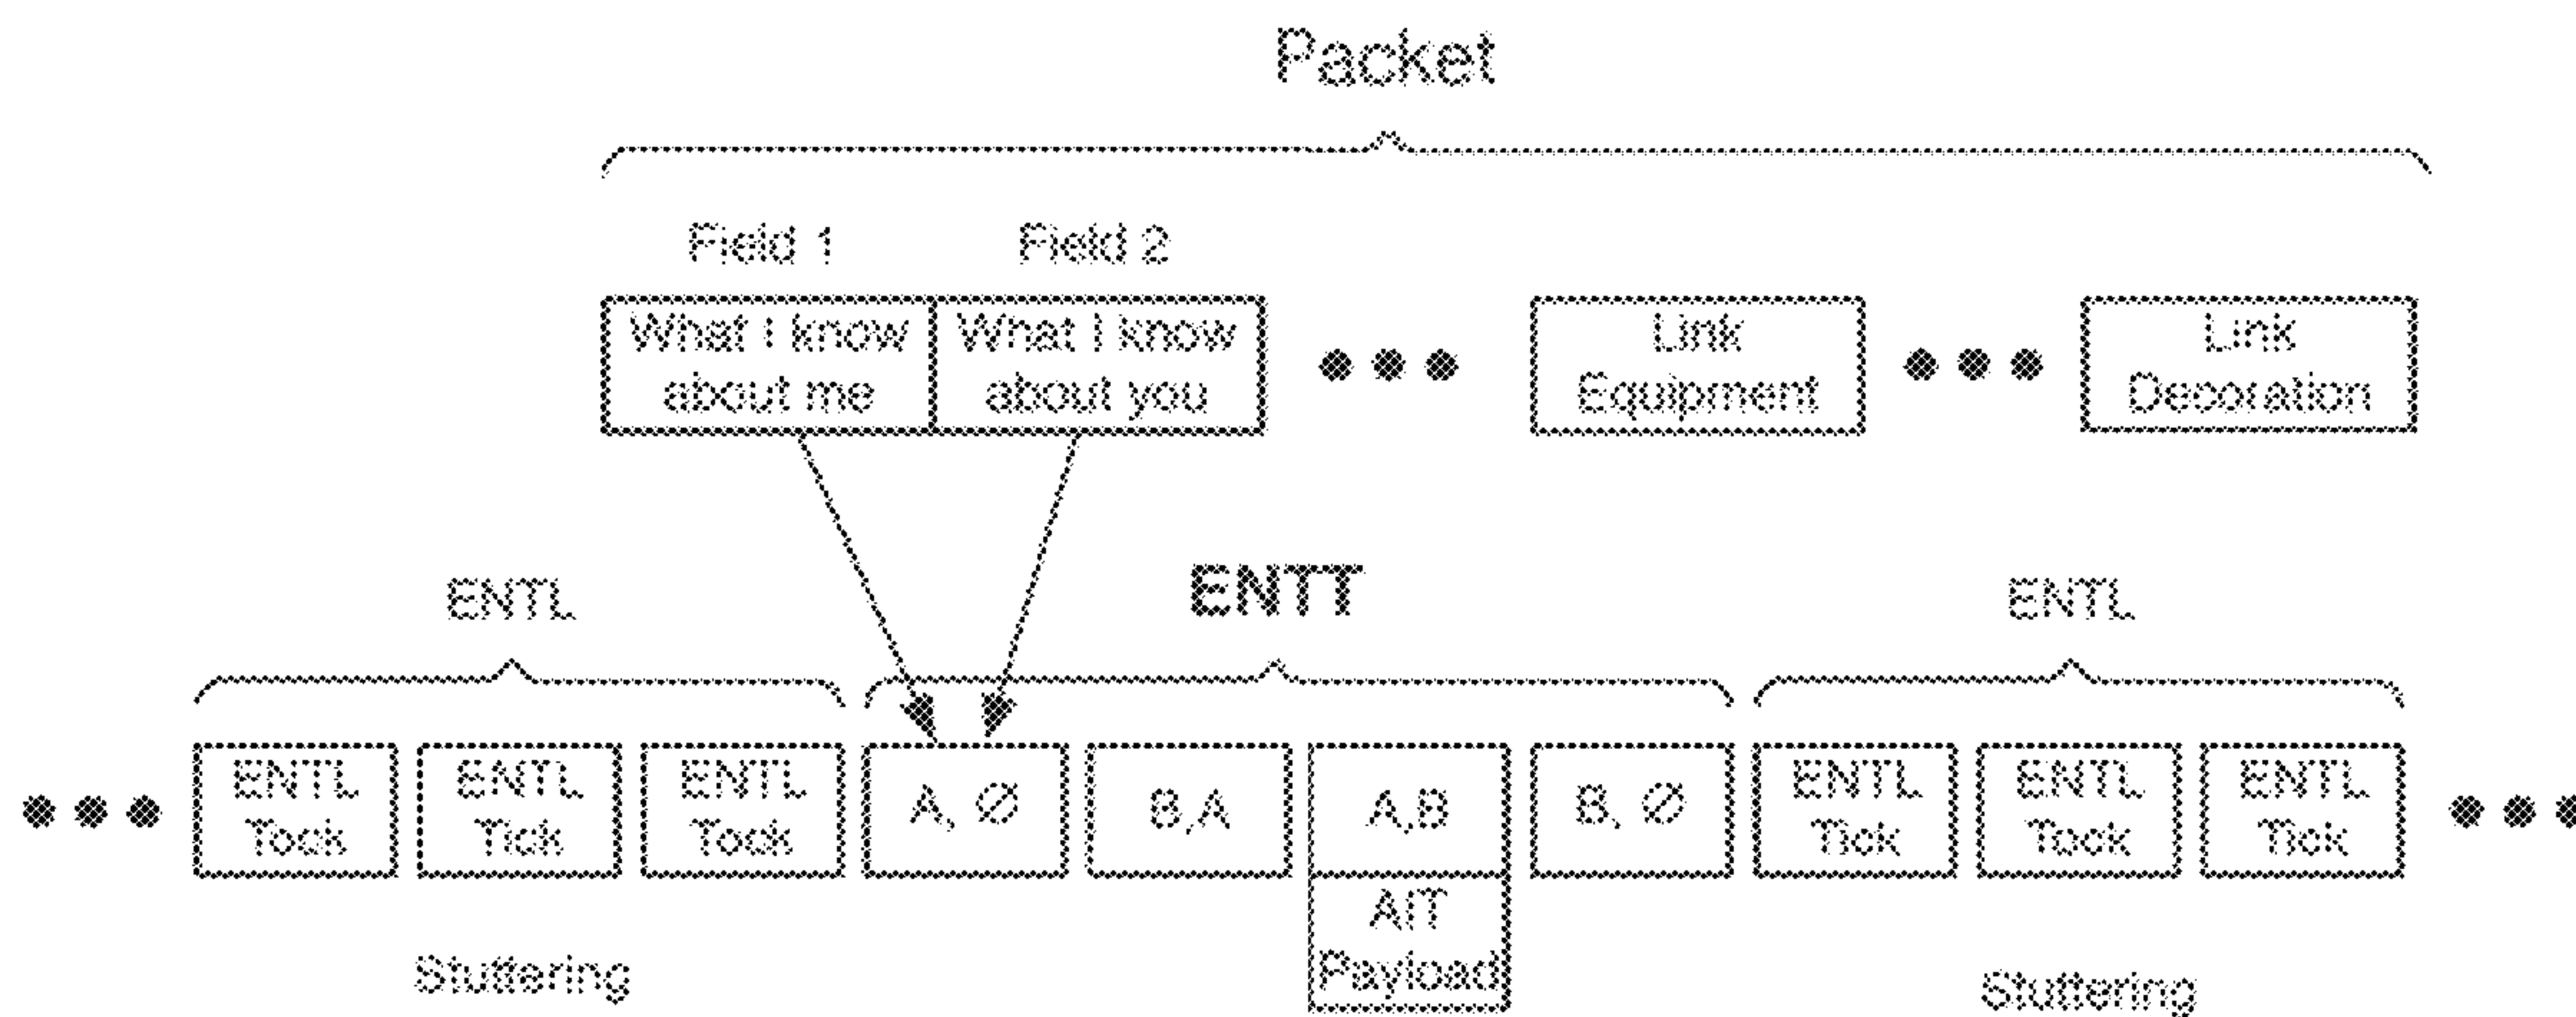 Packet
Field 1 Field 2
What I know What I know Link Link
about me about you Equipment Decoration
ENTL ENTT ENTL
ENTL ENTL ENTL A, Ø B,A A,B B, Ø ENTL ENTL ENTL
Tock Tick Tock Tick Tock Tick
AIT
Payload
Stuttering Stuttering